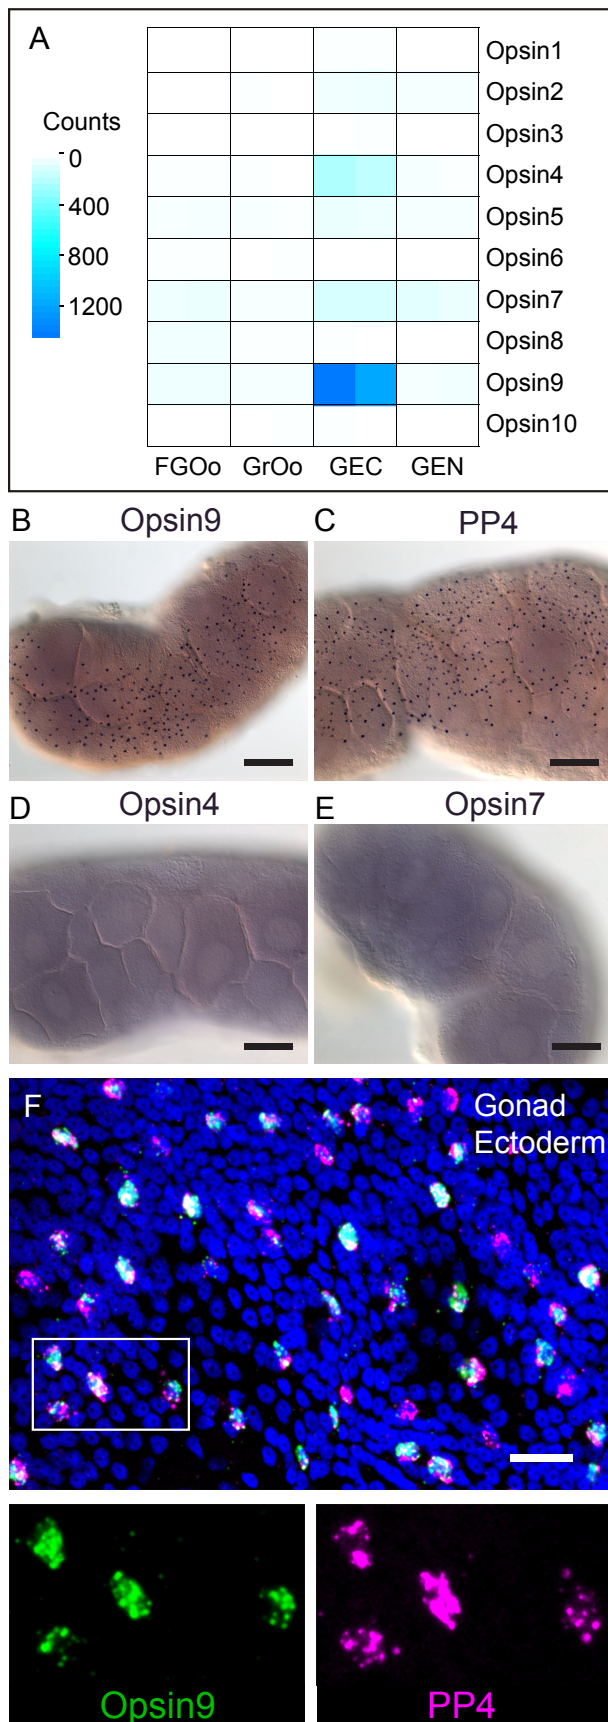 A
Counts
0
400
800
1200
Opsin1
Opsin2
Opsin3
Opsin4
Opsin5
Opsin6
Opsin7
Opsin8
Opsin9
Opsin10
FGOo GrOo GEC GEN
B Opsin9
C PP4
D Opsin4
E Opsin7
F Gonad
Ectoderm
Opsin9
PP4